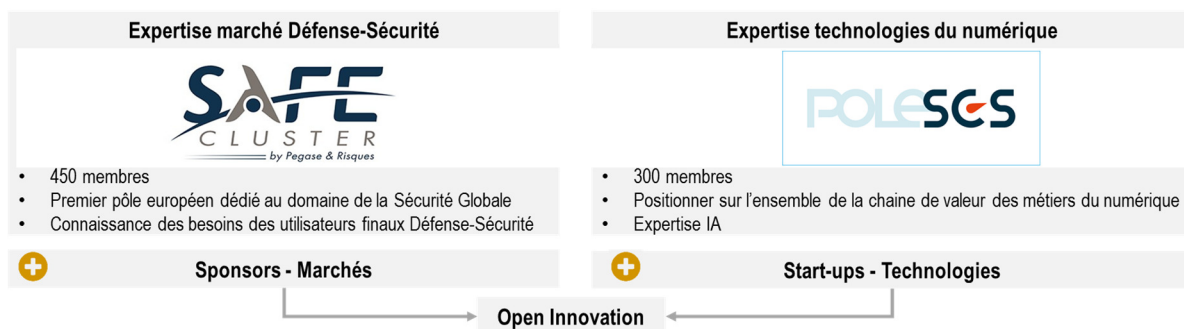 Expertise marché Défense-Sécurité
SAFE
CLUSTER
by Pegase & Risques
• 450 membres
• Premier pôle européen dédié au domaine de la Sécurité Globale
• Connaissance des besoins des utilisateurs finaux Défense-Sécurité
Sponsors - Marchés
Expertise technologies du numérique
POLESCS
• 300 membres
• Positionner sur l'ensemble de la chaine de valeur des métiers du numérique
• Expertise IA
Start-ups - Technologies
Open Innovation